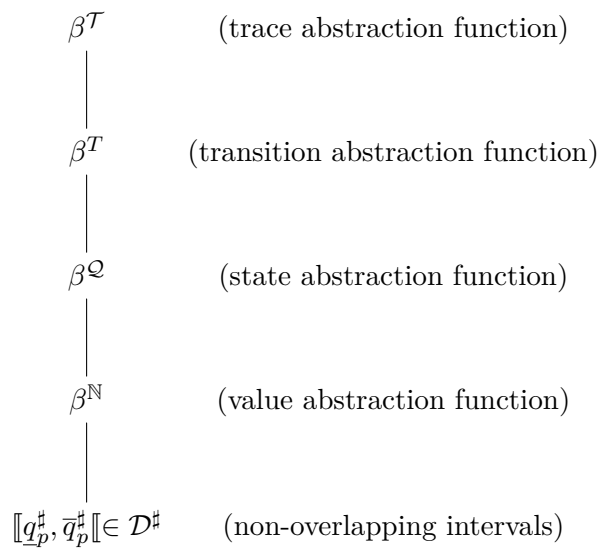 β^𝒯 (trace abstraction function)
β^T (transition abstraction function)
β^𝒬 (state abstraction function)
β^ℕ (value abstraction function)
⟦q̲_p^♯, q̅_p^♯⟦∈ 𝒟^♯ (non-overlapping intervals)